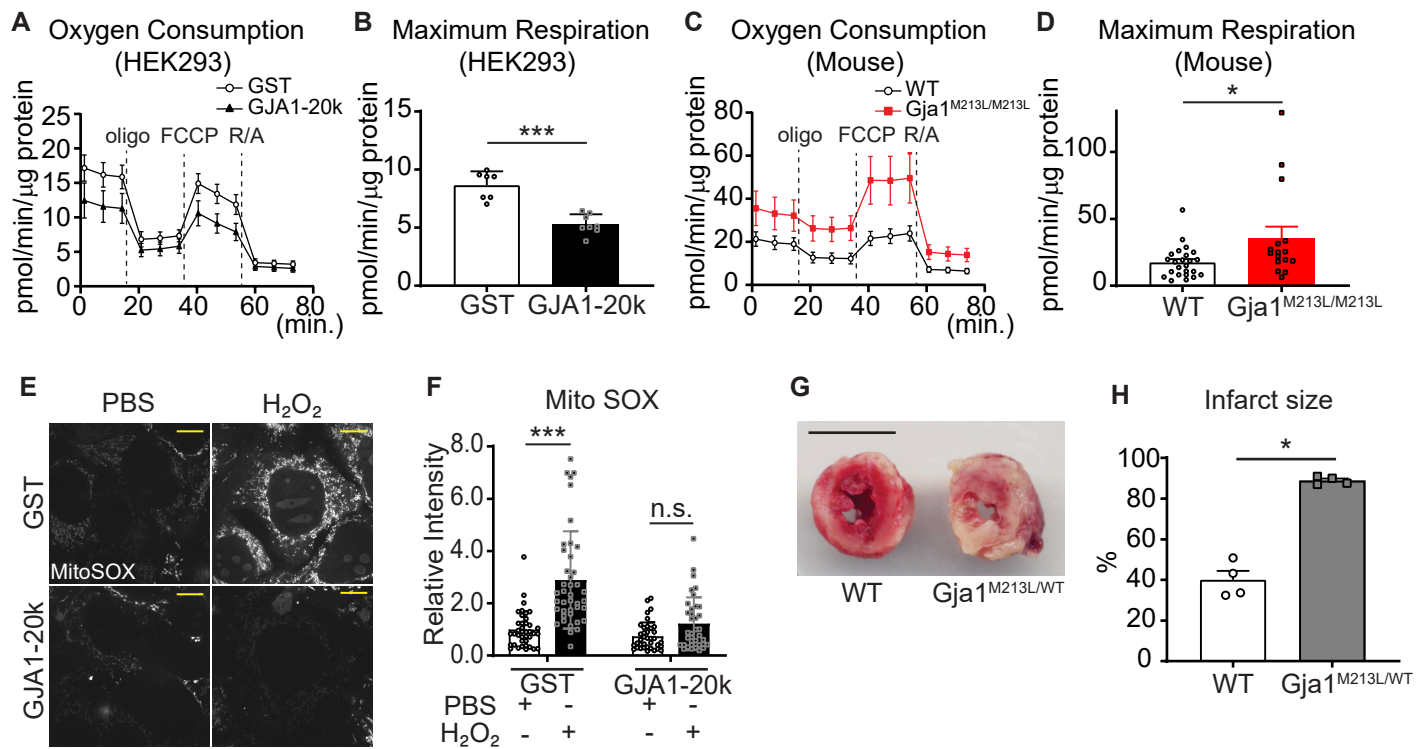 A
Oxygen Consumption
(HEK293)
GST
GJA1-20k
pmol/min/µg protein
25
20
15
10
5
0
oligo
FCCP
R/A
0
20
40
60
80
(min.)
B
Maximum Respiration
(HEK293)
pmol/min/µg protein
15
10
5
0
***
GST
GJA1-20k
C
Oxygen Consumption
(Mouse)
WT
Gja1M213L/M213L
pmol/min/µg protein
80
60
40
20
0
oligo
FCCP
R/A
0
20
40
60
80
(min.)
D
Maximum Respiration
(Mouse)
pmol/min/µg protein
100
50
0
*
WT
Gja1M213L/M213L
E
PBS
H₂O₂
GST
MitoSOX
GJA1-20k
F
Mito SOX
Relative Intensity
8.0
6.0
4.0
2.0
0.0
***
n.s.
GST
GJA1-20k
PBS + - + -
H₂O₂ - + - +
G
WT
Gja1M213L/WT
H
Infarct size
%
100
80
60
40
20
0
*
WT
Gja1M213L/WT